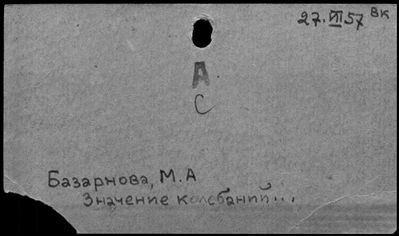 27.VII 57 ВК
А
С
Базарнова, М.А
Значение колебаний...